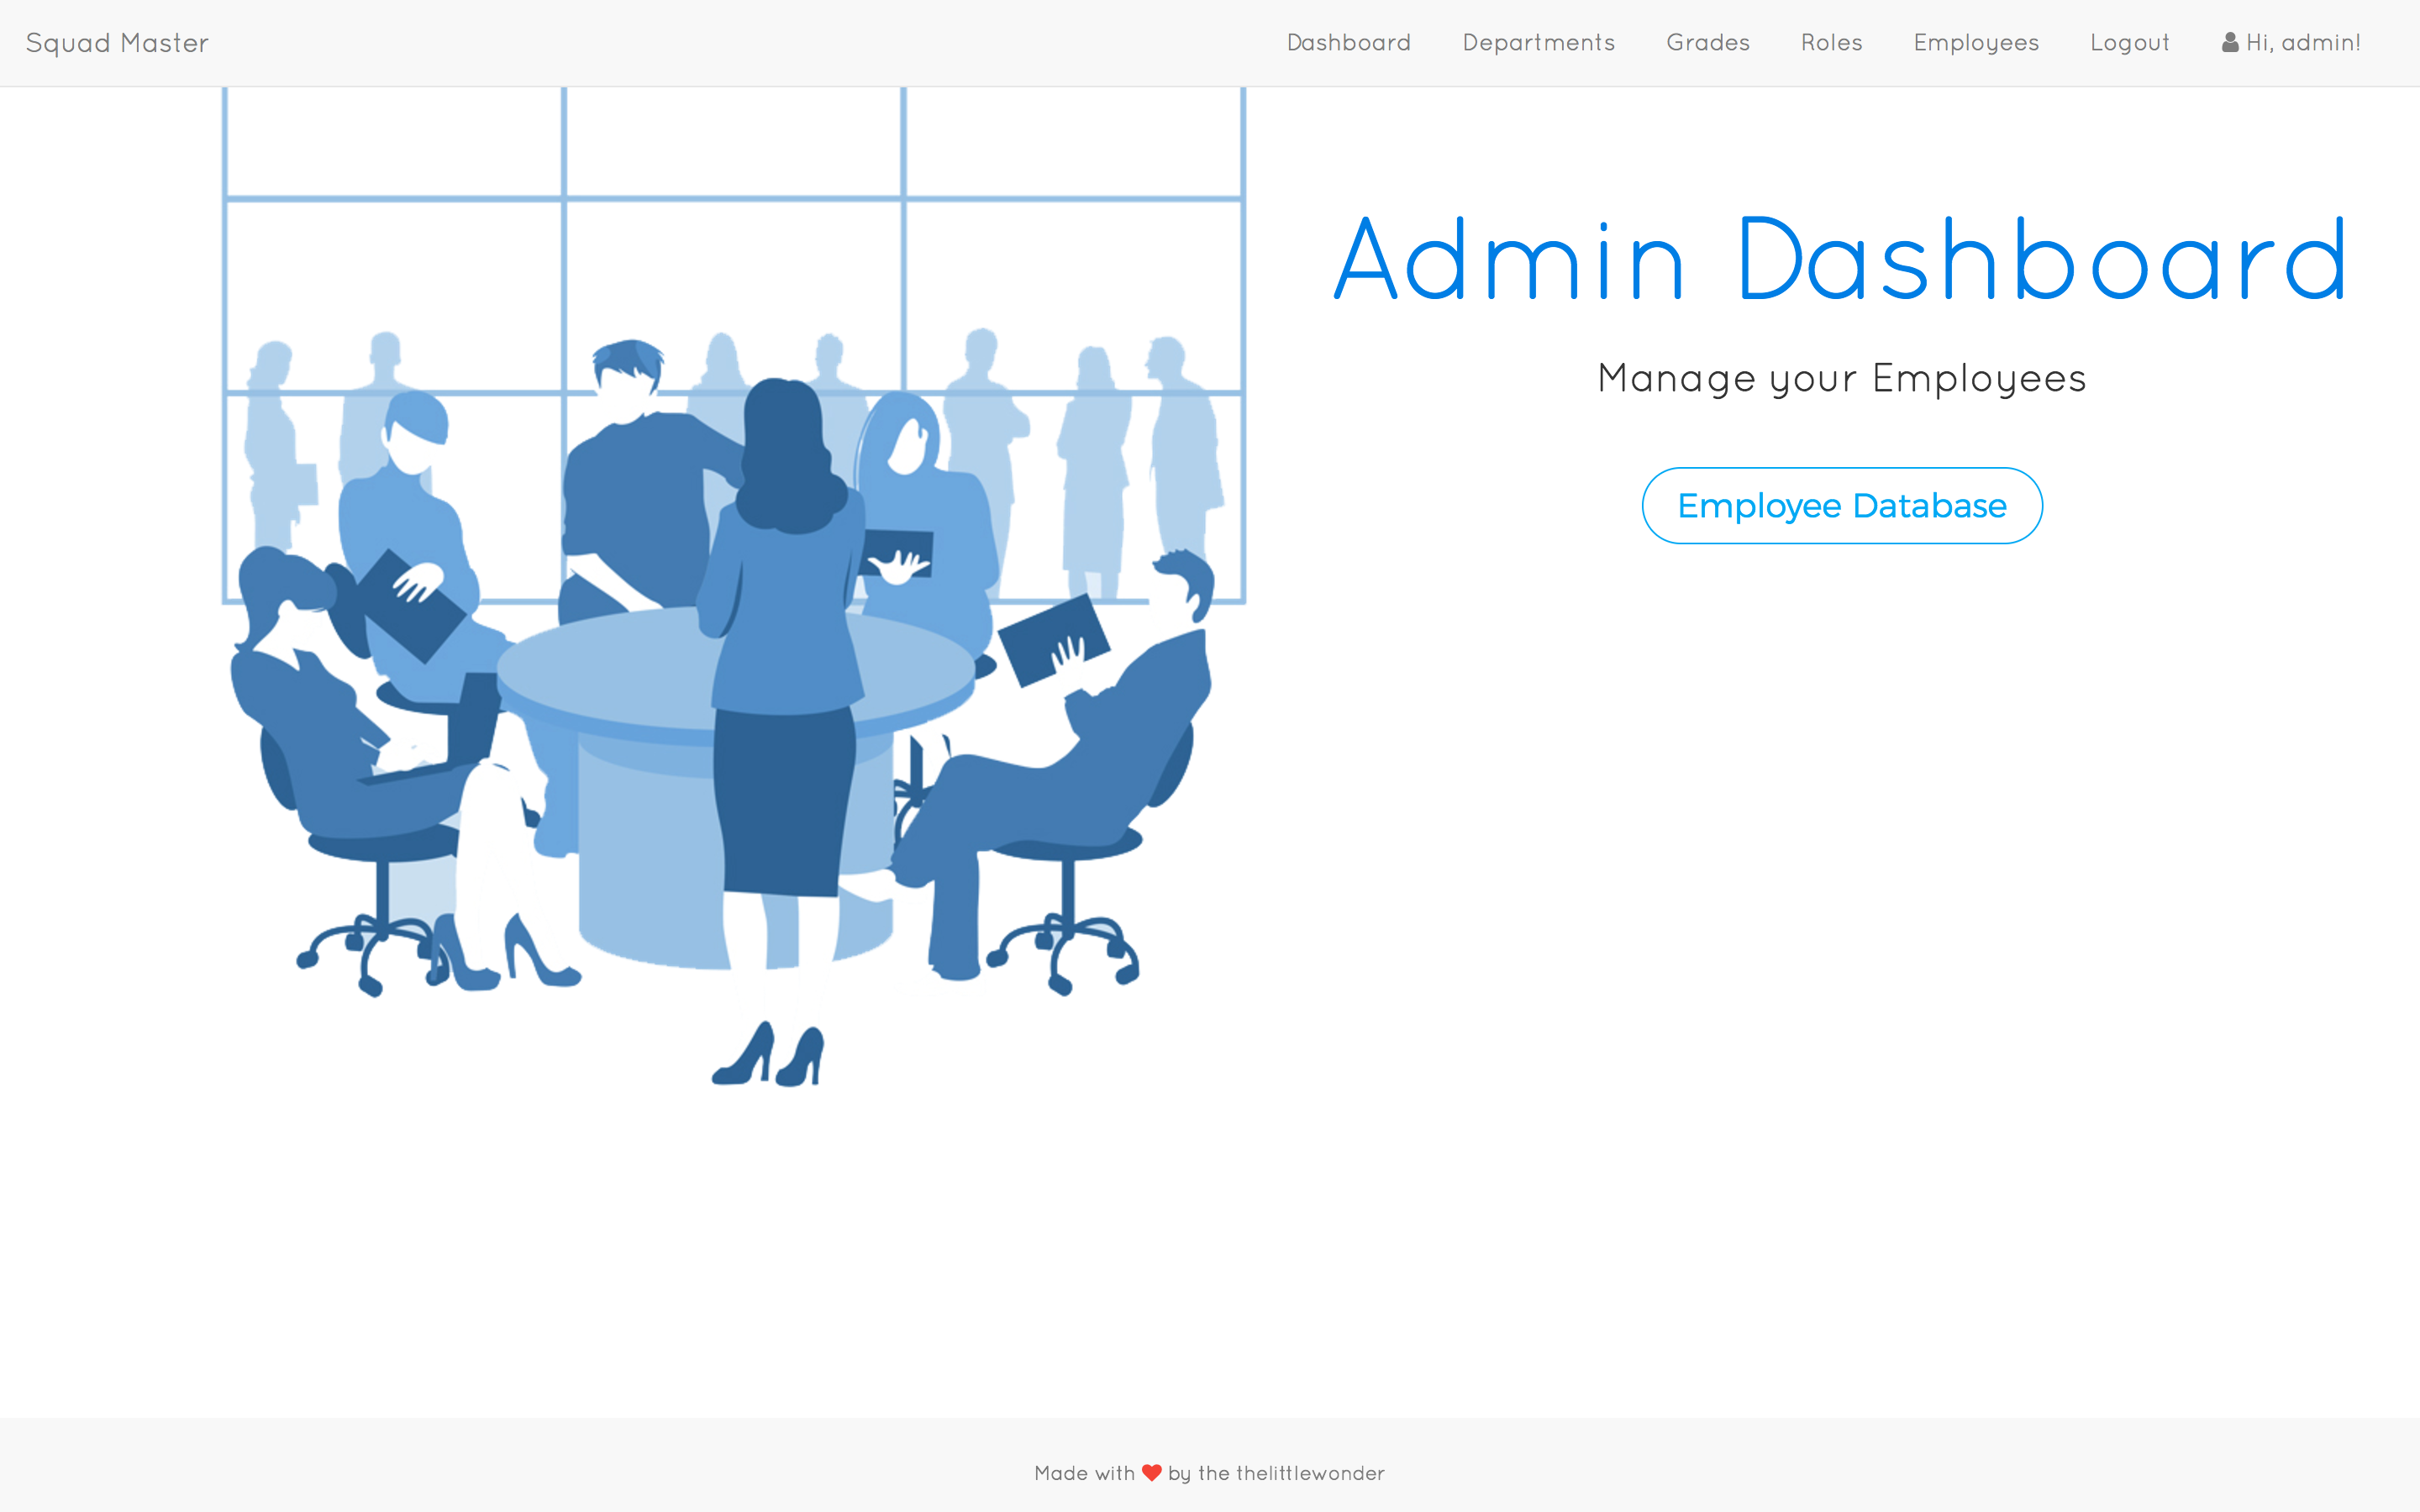 Squad Master
Dashboard
Departments
Grades
Roles
Employees
Logout
Hi, admin!
Admin Dashboard
Manage your Employees
Employee Database
Made with ❤ by the thelittlewonder